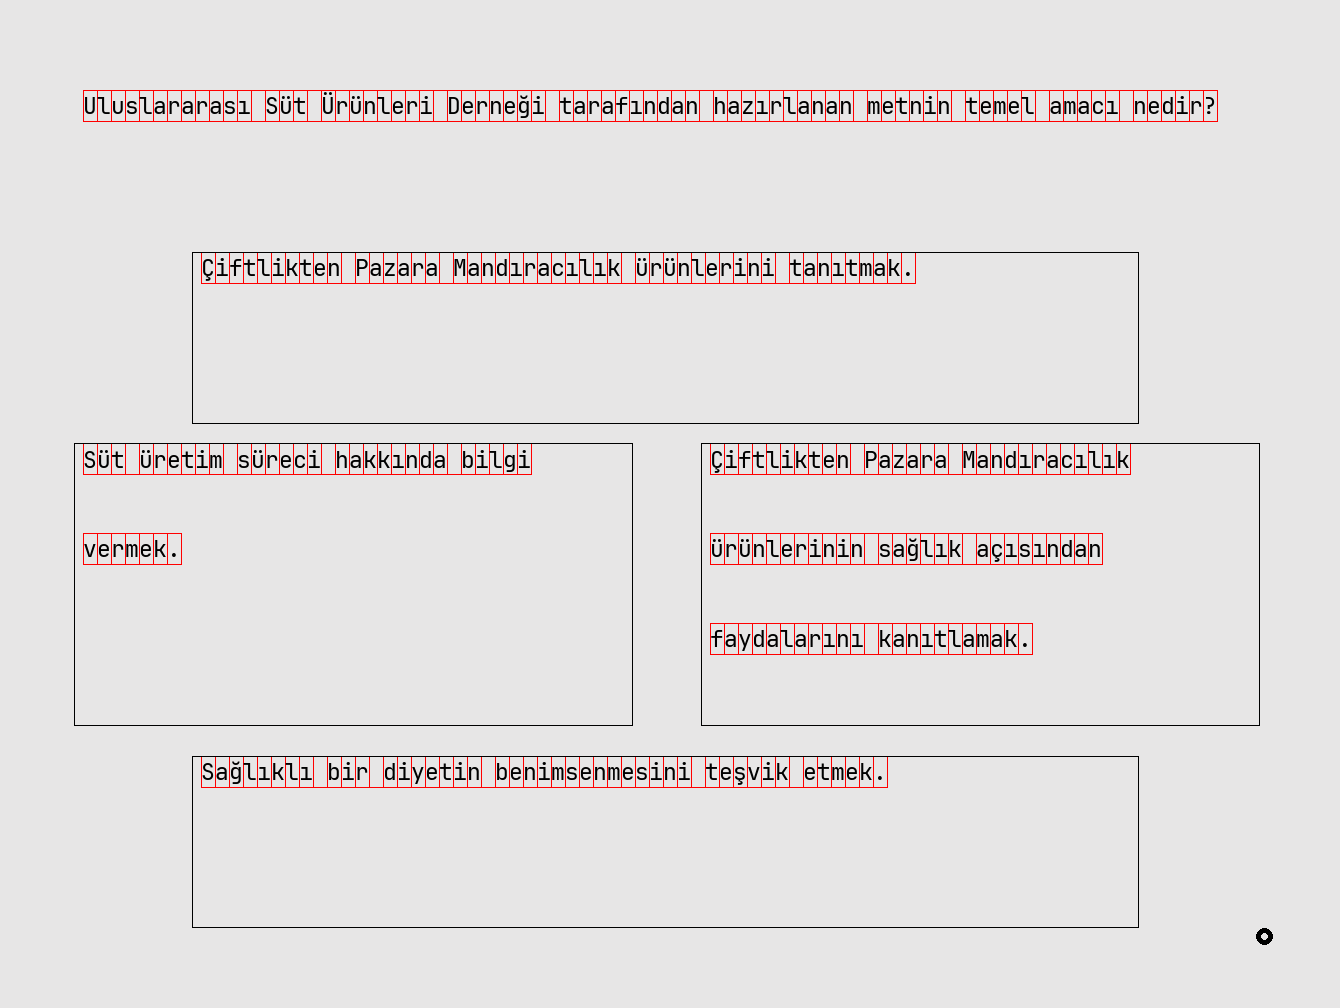 Uluslararası Süt Ürünleri Derneği tarafından hazırlanan metnin temel amacı nedir?
Çiftlikten Pazara Mandıracılık ürünlerini tanıtmak.
Süt üretim süreci hakkında bilgi
vermek.
Çiftlikten Pazara Mandıracılık
ürünlerinin sağlık açısından
faydalarını kanıtlamak.
Sağlıklı bir diyetin benimsenmesini teşvik etmek.